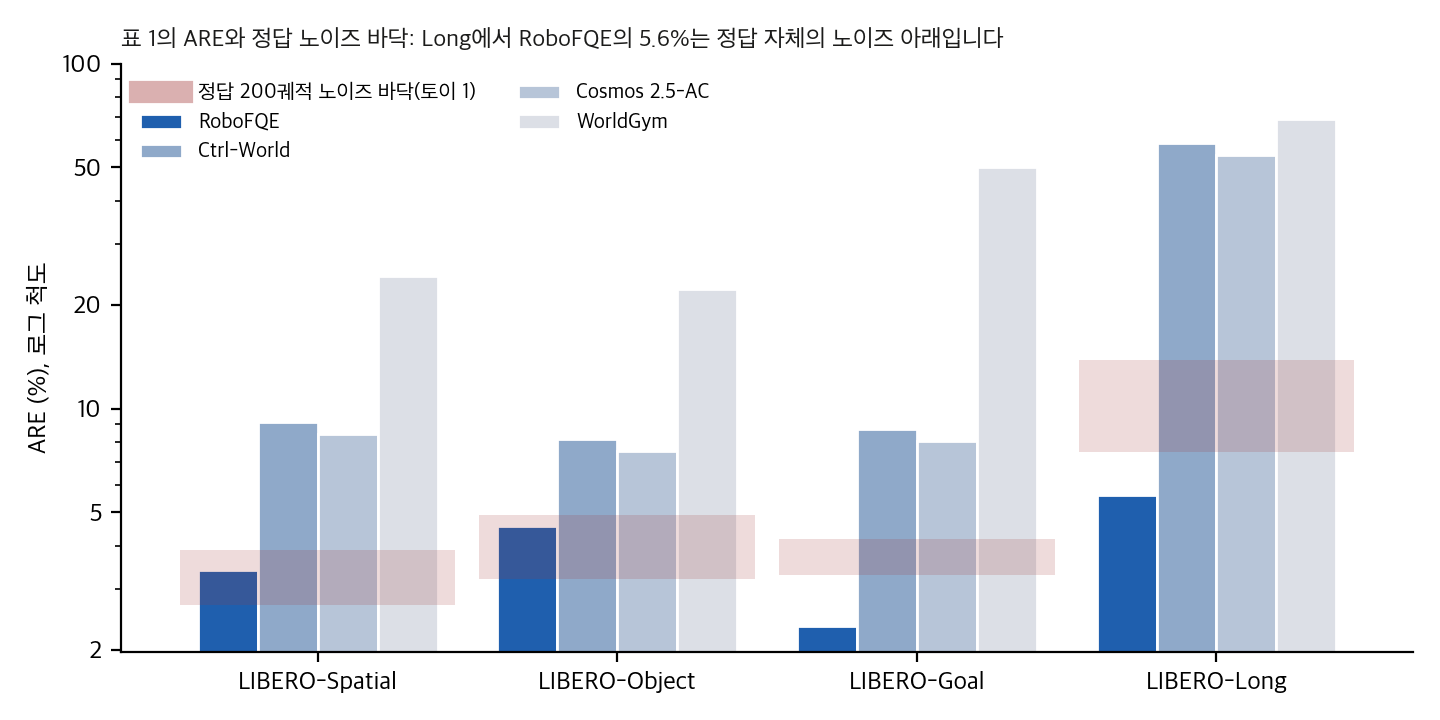 표 1의 ARE와 정답 노이즈 바닥: Long에서 RoboFQE의 5.6%는 정답 자체의 노이즈 아래입니다
정답 200궤적 노이즈 바닥(토이 1)
RoboFQE
Ctrl-World
Cosmos 2.5-AC
WorldGym
ARE (%), 로그 척도
100
50
20
10
5
2
LIBERO-Spatial
LIBERO-Object
LIBERO-Goal
LIBERO-Long